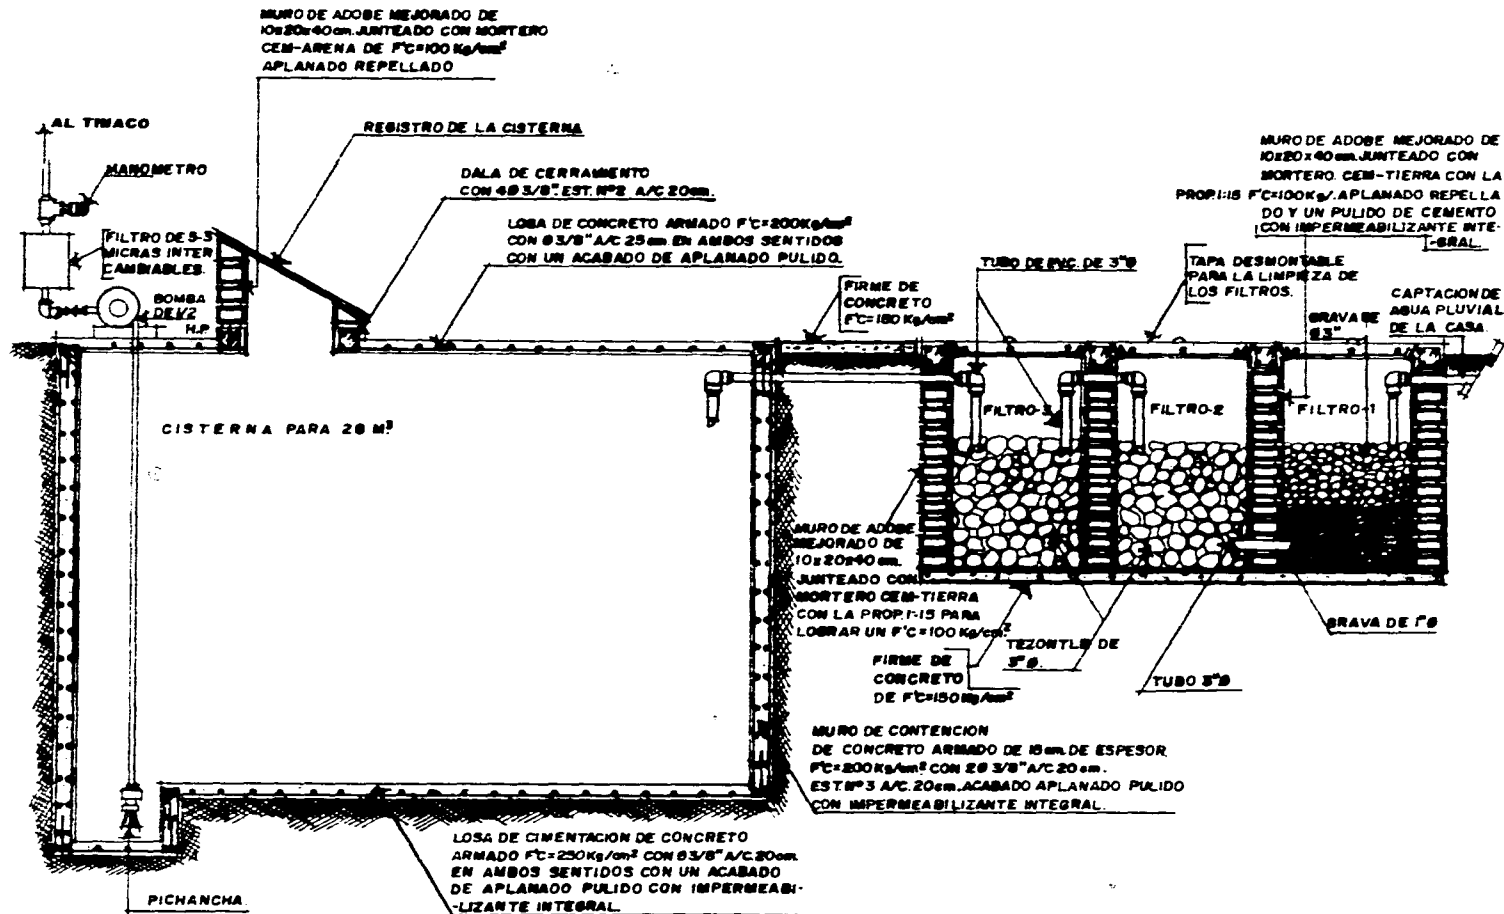 MURO DE ADOBE MEJORADO DE
10x20x40cm. JUNTEADO CON MORTERO
CEM-ARENA DE F'C=100 Kg/cm²
APLANADO REPELLADO
AL TINACO
REGISTRO DE LA CISTERNA
MANOMETRO
DALA DE CERRAMIENTO
CON 4Ø 3/8". EST. Nº2 A/C 20cm.
LOSA DE CONCRETO ARMADO F'C=200Kg/cm²
CON Ø 3/8" A/C 25cm. EN AMBOS SENTIDOS
CON UN ACABADO DE APLANADO PULIDO.
FILTRO DE 5-3
MICRAS INTER
CAMBIABLES.
BOMBA
DE 1/2
H.P.
FIRME DE
CONCRETO
F'C=150 Kg/cm²
TUBO DE PVC. DE 3"Ø
TAPA DESMONTABLE
PARA LA LIMPIEZA DE
LOS FILTROS.
MURO DE ADOBE MEJORADO DE
10x20x40cm. JUNTEADO CON
MORTERO. CEM-TIERRA CON LA
PROP.1:15 F'C=100Kg/. APLANADO REPELLA
DO Y UN PULIDO DE CEMENTO
CON IMPERMEABILIZANTE INTE-
-GRAL.
GRAVA DE
Ø3"
CAPTACION DE
AGUA PLUVIAL
DE LA CASA.
CISTERNA PARA 28 M³
FILTRO-3
FILTRO-2
FILTRO-1
MURO DE ADOBE
MEJORADO DE
10x20x40cm.
JUNTEADO CON
MORTERO CEM-TIERRA
CON LA PROP. 1-15 PARA
LOGRAR UN F'C=100 Kg/cm²
FIRME DE
CONCRETO
DE F'C=150Kg/cm²
TEZONTLE DE
3"Ø.
TUBO 3"Ø
GRAVA DE 1"Ø
MURO DE CONTENCION
DE CONCRETO ARMADO DE 15cm. DE ESPESOR
F'C=200Kg/cm² CON 2Ø 3/8" A/C 20cm.
EST. Nº3 A/C. 20cm. ACABADO APLANADO PULIDO
CON IMPERMEABILIZANTE INTEGRAL.
LOSA DE CIMENTACION DE CONCRETO
ARMADO F'C=250Kg/cm² CON Ø3/8" A/C.20cm.
EN AMBOS SENTIDOS CON UN ACABADO
DE APLANADO PULIDO CON IMPERMEABI-
-LIZANTE INTEGRAL.
PICHANCHA